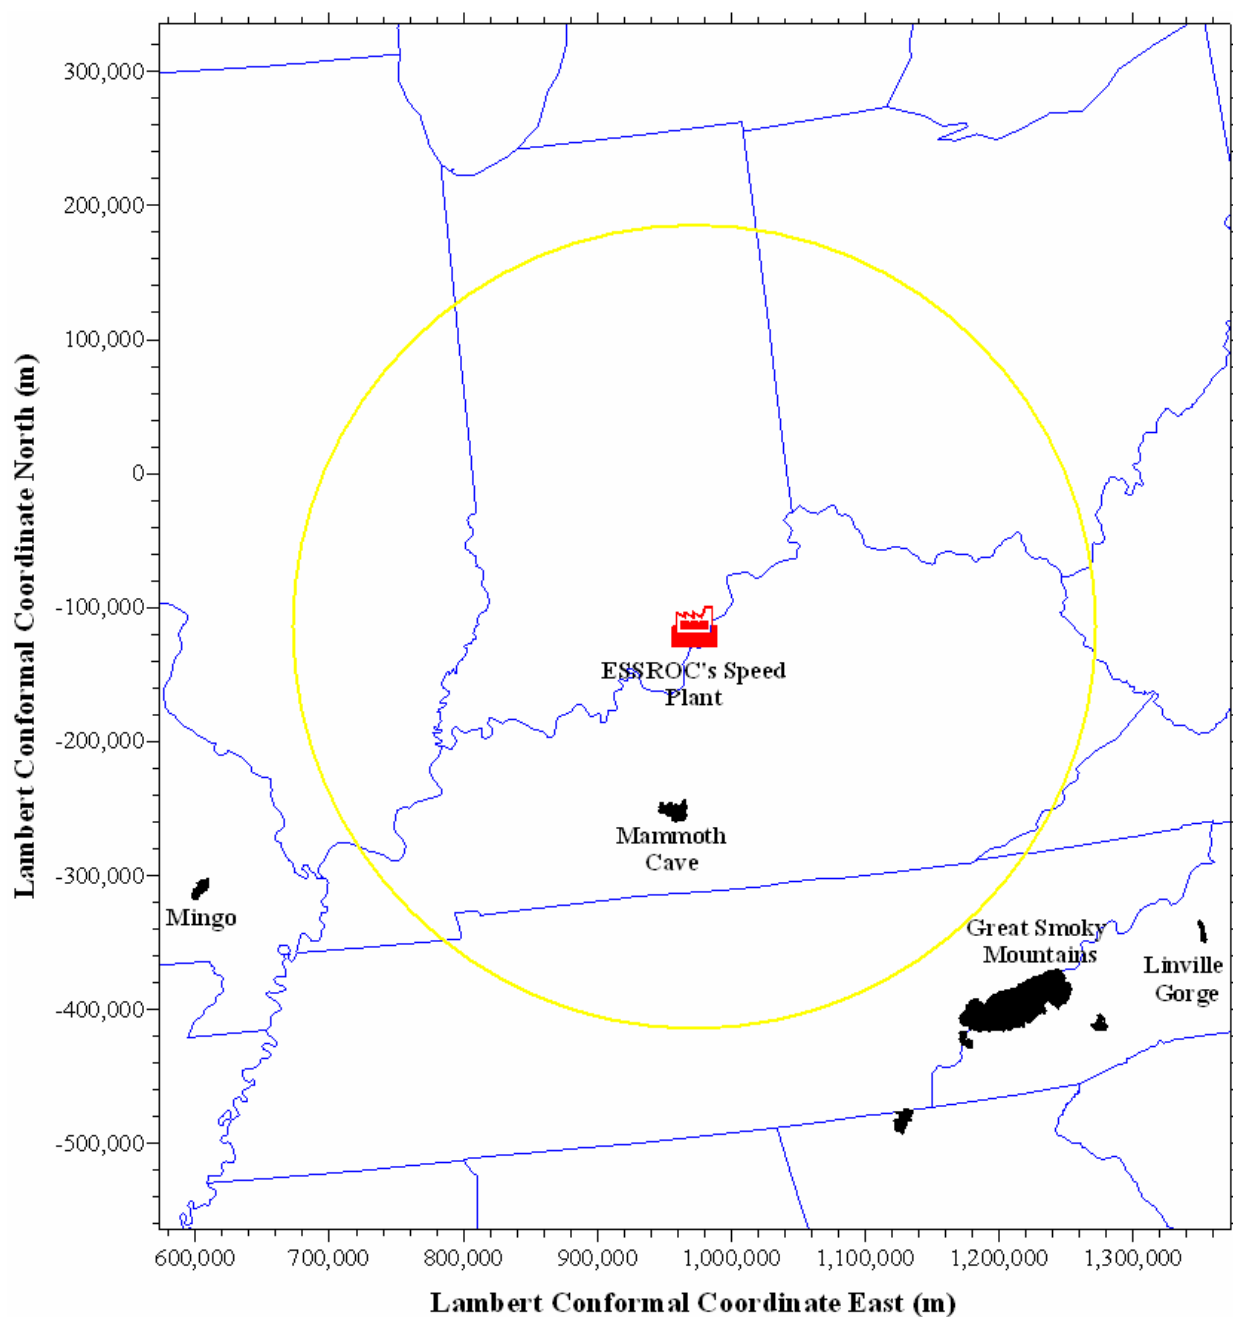 300,000
200,000
100,000
0
-100,000
-200,000
-300,000
-400,000
-500,000
Lambert Conformal Coordinate North (m)
ESSROC's Speed
Plant
Mammoth
Cave
Mingo
Great Smoky
Mountains
Linville
Gorge
600,000 700,000 800,000 900,000 1,000,000 1,100,000 1,200,000 1,300,000
Lambert Conformal Coordinate East (m)